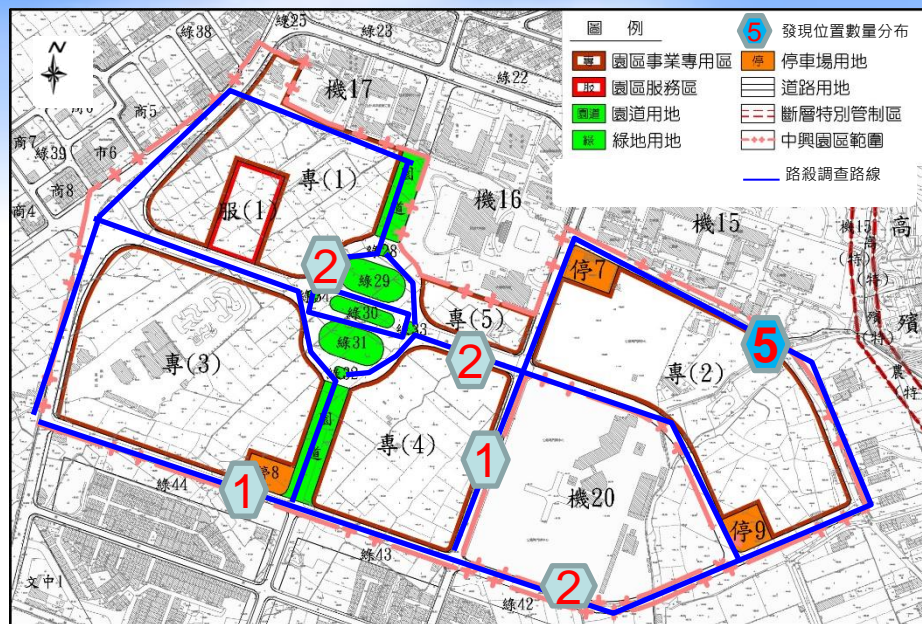 圖 例
5 發現位置數量分布
專 園區事業專用區
停 停車場用地
股 園區服務區
道路用地
園道 園道用地
斷層特別管制區
綠 綠地用地
中興園區範圍
路殺調查路線
N
綠38
綠25
綠23
綠22
機17
商5
商7
綠39
市6
商8
商4
專(1)
服(1)
園道
機16
機15
高
(特)
殯
(特)
農
(特)
停7
綠28
2
綠29
綠30
綠33
綠31
綠32
專(5)
2
5
專(3)
專(2)
專(4)
園道
1
機20
停8
1
綠44
停9
綠43
2
綠42
文中1